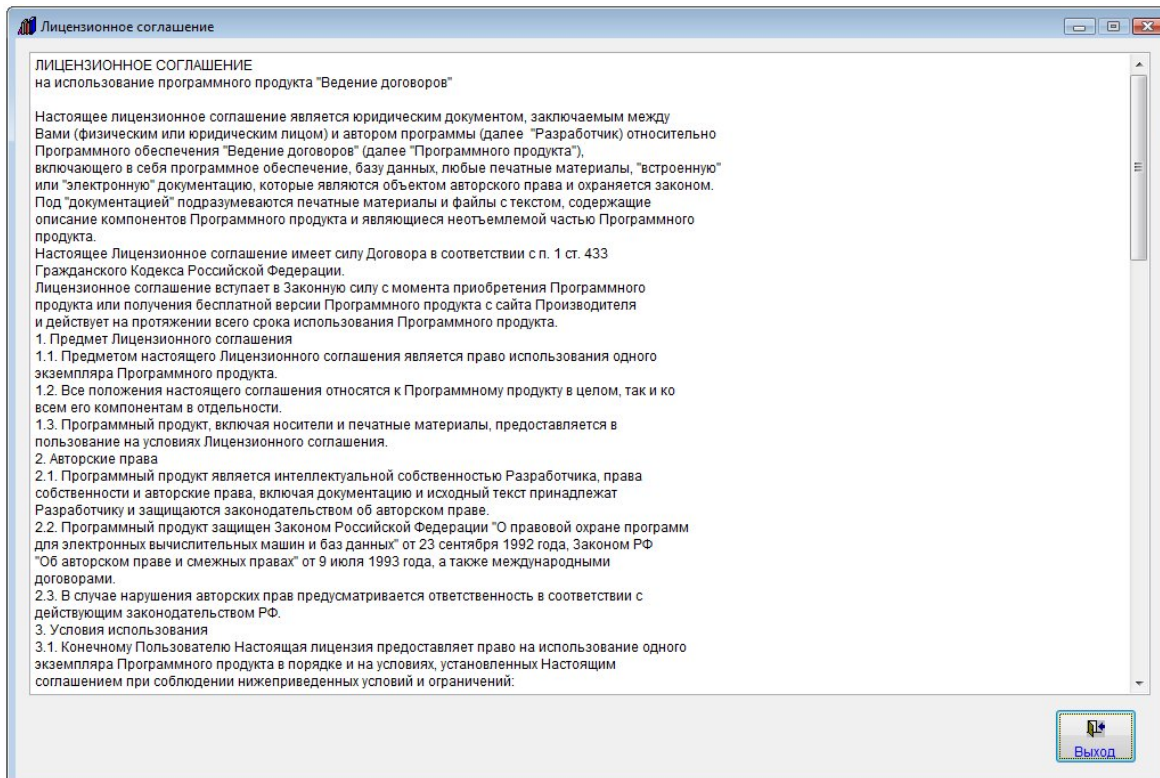 Лицензионное соглашение
ЛИЦЕНЗИОННОЕ СОГЛАШЕНИЕ
на использование программного продукта "Ведение договоров"
Настоящее лицензионное соглашение является юридическим документом, заключаемым между
Вами (физическим или юридическим лицом) и автором программы (далее  "Разработчик) относительно
Программного обеспечения "Ведение договоров" (далее "Программного продукта"),
включающего в себя программное обеспечение, базу данных, любые печатные материалы, "встроенную"
или "электронную" документацию, которые являются объектом авторского права и охраняется законом.
Под "документацией" подразумеваются печатные материалы и файлы с текстом, содержащие
описание компонентов Программного продукта и являющиеся неотъемлемой частью Программного
продукта.
Настоящее Лицензионное соглашение имеет силу Договора в соответствии с п. 1 ст. 433
Гражданского Кодекса Российской Федерации.
Лицензионное соглашение вступает в Законную силу с момента приобретения Программного
продукта или получения бесплатной версии Программного продукта с сайта Производителя
и действует на протяжении всего срока использования Программного продукта.
1. Предмет Лицензионного соглашения
1.1. Предметом настоящего Лицензионного соглашения является право использования одного
экземпляра Программного продукта.
1.2. Все положения настоящего соглашения относятся к Программному продукту в целом, так и ко
всем его компонентам в отдельности.
1.3. Программный продукт, включая носители и печатные материалы, предоставляется в
пользование на условиях Лицензионного соглашения.
2. Авторские права
2.1. Программный продукт является интеллектуальной собственностью Разработчика, права
собственности и авторские права, включая документацию и исходный текст принадлежат
Разработчику и защищаются законодательством об авторском праве.
2.2. Программный продукт защищен Законом Российской Федерации "О правовой охране программ
для электронных вычислительных машин и баз данных" от 23 сентября 1992 года, Законом РФ
"Об авторском праве и смежных правах" от 9 июля 1993 года, а также международными
договорами.
2.3. В случае нарушения авторских прав предусматривается ответственность в соответствии с
действующим законодательством РФ.
3. Условия использования
3.1. Конечному Пользователю Настоящая лицензия предоставляет право на использование одного
экземпляра Программного продукта в порядке и на условиях, установленных Настоящим
соглашением при соблюдении нижеприведенных условий и ограничений:
Выход